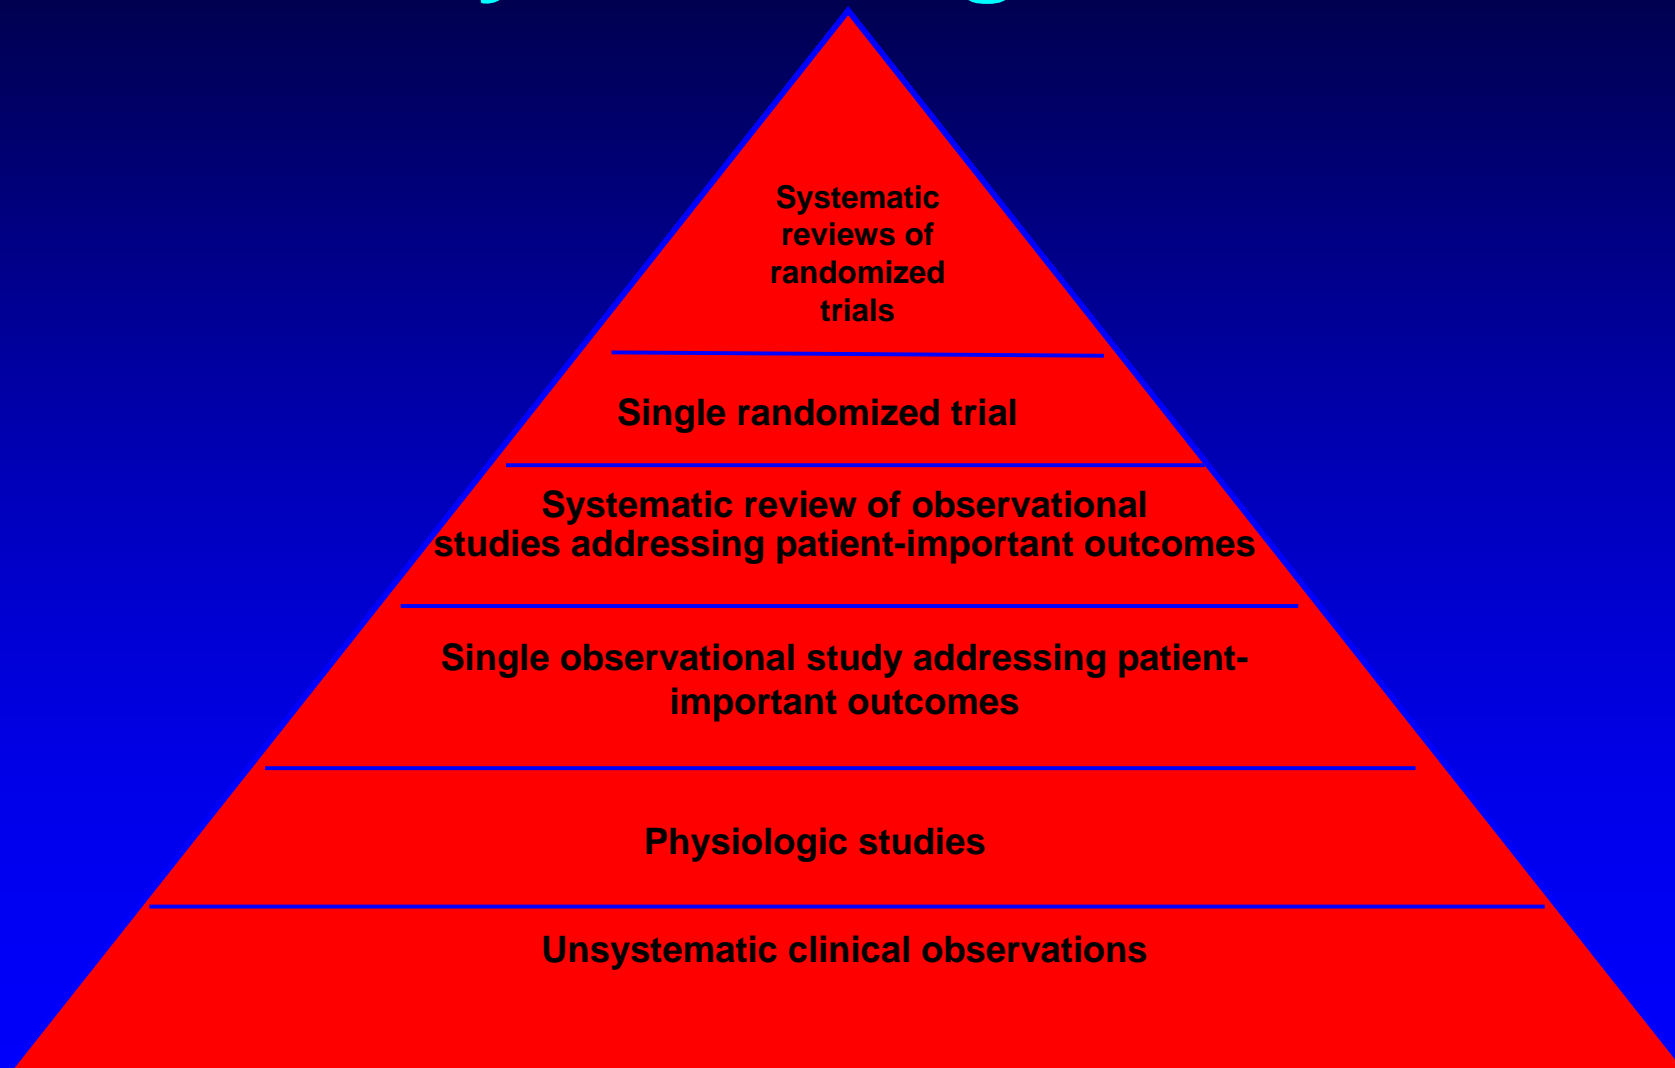 Systematic
reviews of
randomized
trials
Single randomized trial
Systematic review of observational
studies addressing patient-important outcomes
Single observational study addressing patient-
important outcomes
Physiologic studies
Unsystematic clinical observations